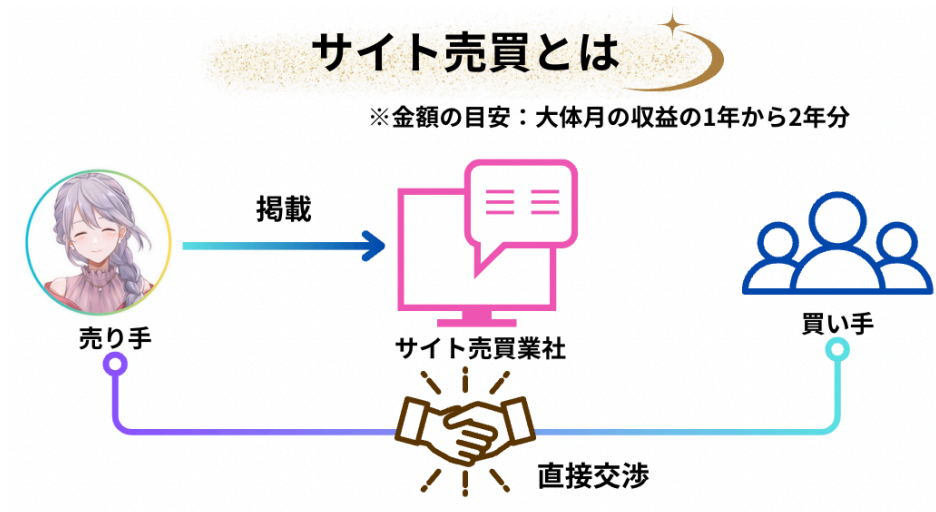 サイト売買とは
※金額の目安：大体月の収益の1年から2年分
掲載
売り手
サイト売買業社
買い手
直接交渉